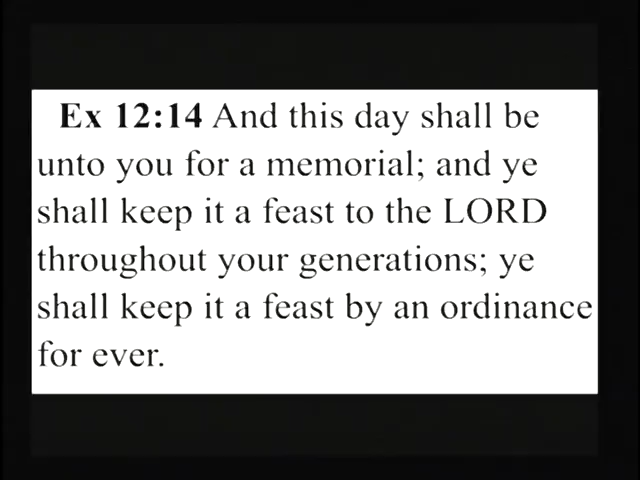 Ex 12:14 And this day shall be
unto you for a memorial; and ye
shall keep it a feast to the LORD
throughout your generations; ye
shall keep it a feast by an ordinance
for ever.